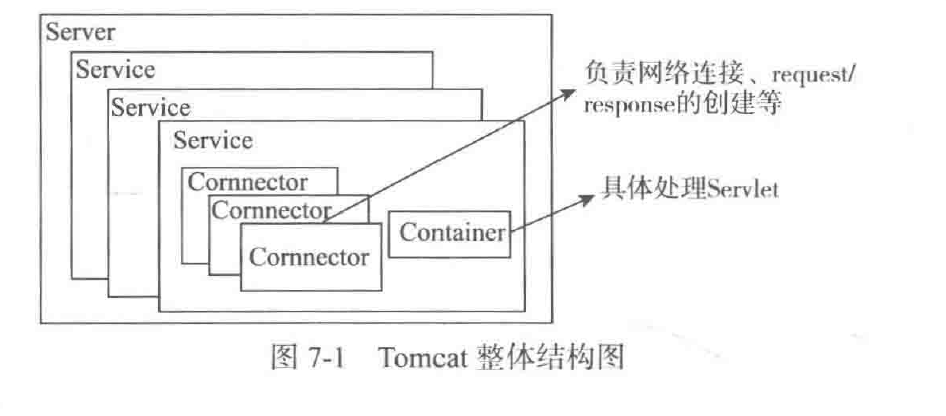 Server
Service
Service
Service
Cornnector
Cornnector
Cornnector
Container
负责网络连接、request/
response的创建等
具体处理Servlet
图 7-1 Tomcat 整体结构图